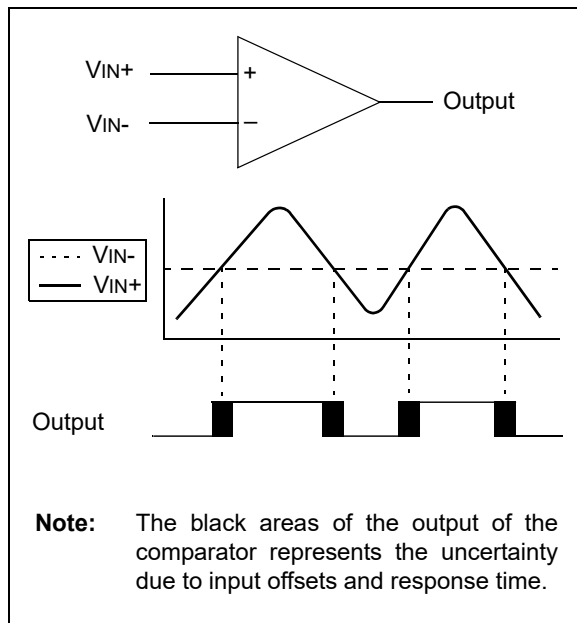 VIN+
+
Output
VIN-
–
VIN-
VIN+
Output
Note: The black areas of the output of the
comparator represents the uncertainty
due to input offsets and response time.